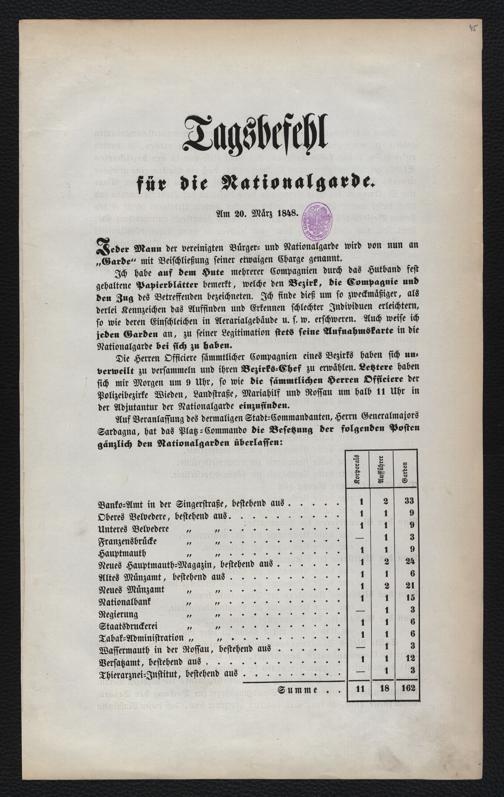 45
Tagsbefehl
für die Nationalgarde.
Am 20. März 1848.
Jeder Mann der vereinigten Bürger- und Nationalgarde wird von nun an
„Garde“ mit Beischließung seiner etwaigen Charge genannt.
Ich habe auf dem Hute mehrerer Compagnien durch das Hutband fest
gehaltene Papierblätter bemerkt, welche den Bezirk, die Compagnie und
den Zug des Betreffenden bezeichneten. Ich finde dieß um so zweckmäßiger, als
derlei Kennzeichen das Auffinden und Erkennen schlechter Individuen erleichtern,
so wie deren Einschleichen in Aerarialgebäude u. s. w. erschweren. Auch weise ich
jeden Garden an, zu seiner Legitimation stets seine Aufnahmskarte in die
Nationalgarde bei sich zu haben.
Die Herren Officiere sämmtlicher Compagnien eines Bezirks haben sich un-
verweilt zu versammeln und ihren Bezirks-Chef zu erwählen. Letztere haben
sich mir Morgen um 9 Uhr, so wie die sämmtlichen Herren Officiere der
Polizeibezirke Wieden, Landstraße, Mariahilf und Rossau um halb 11 Uhr in
der Adjutantur der Nationalgarde einzufinden.
Auf Veranlassung des dermaligen Stadt-Commandanten, Herrn Generalmajors
Sardagna, hat das Platz-Commando die Besetzung der folgenden Posten
gänzlich den Nationalgarden überlassen:
Korporals Aufführer Garden
Banko-Amt in der Singerstraße, bestehend aus . . . . . 1 2 33
Oberes Belvedere, bestehend aus. . . . . . . . . . 1 1 9
Unteres Belvedere „ „ . . . . . . . . . . 1 1 9
Franzensbrücke „ „ . . . . . . . . . . — 1 3
Hauptmauth „ „ . . . . . . . . . . 1 1 9
Neues Hauptmauth-Magazin, bestehend aus . . . . . . 1 2 24
Altes Münzamt, bestehend aus . . . . . . . . . . 1 1 6
Neues Münzamt „ „ . . . . . . . . . . 1 2 21
Nationalbank „ „ . . . . . . . . . . 1 1 15
Regierung „ „ . . . . . . . . . . — 1 3
Staatsdruckerei „ „ . . . . . . . . . . 1 1 6
Tabak-Administration „ „ . . . . . . . . . . 1 1 6
Wassermauth in der Rossau, bestehend aus . . . . . . — 1 3
Versatzamt, bestehend aus . . . . . . . . . . . 1 1 12
Thierarznei-Institut, bestehend aus . . . . . . . . — 1 3
Summe . . 11 18 162